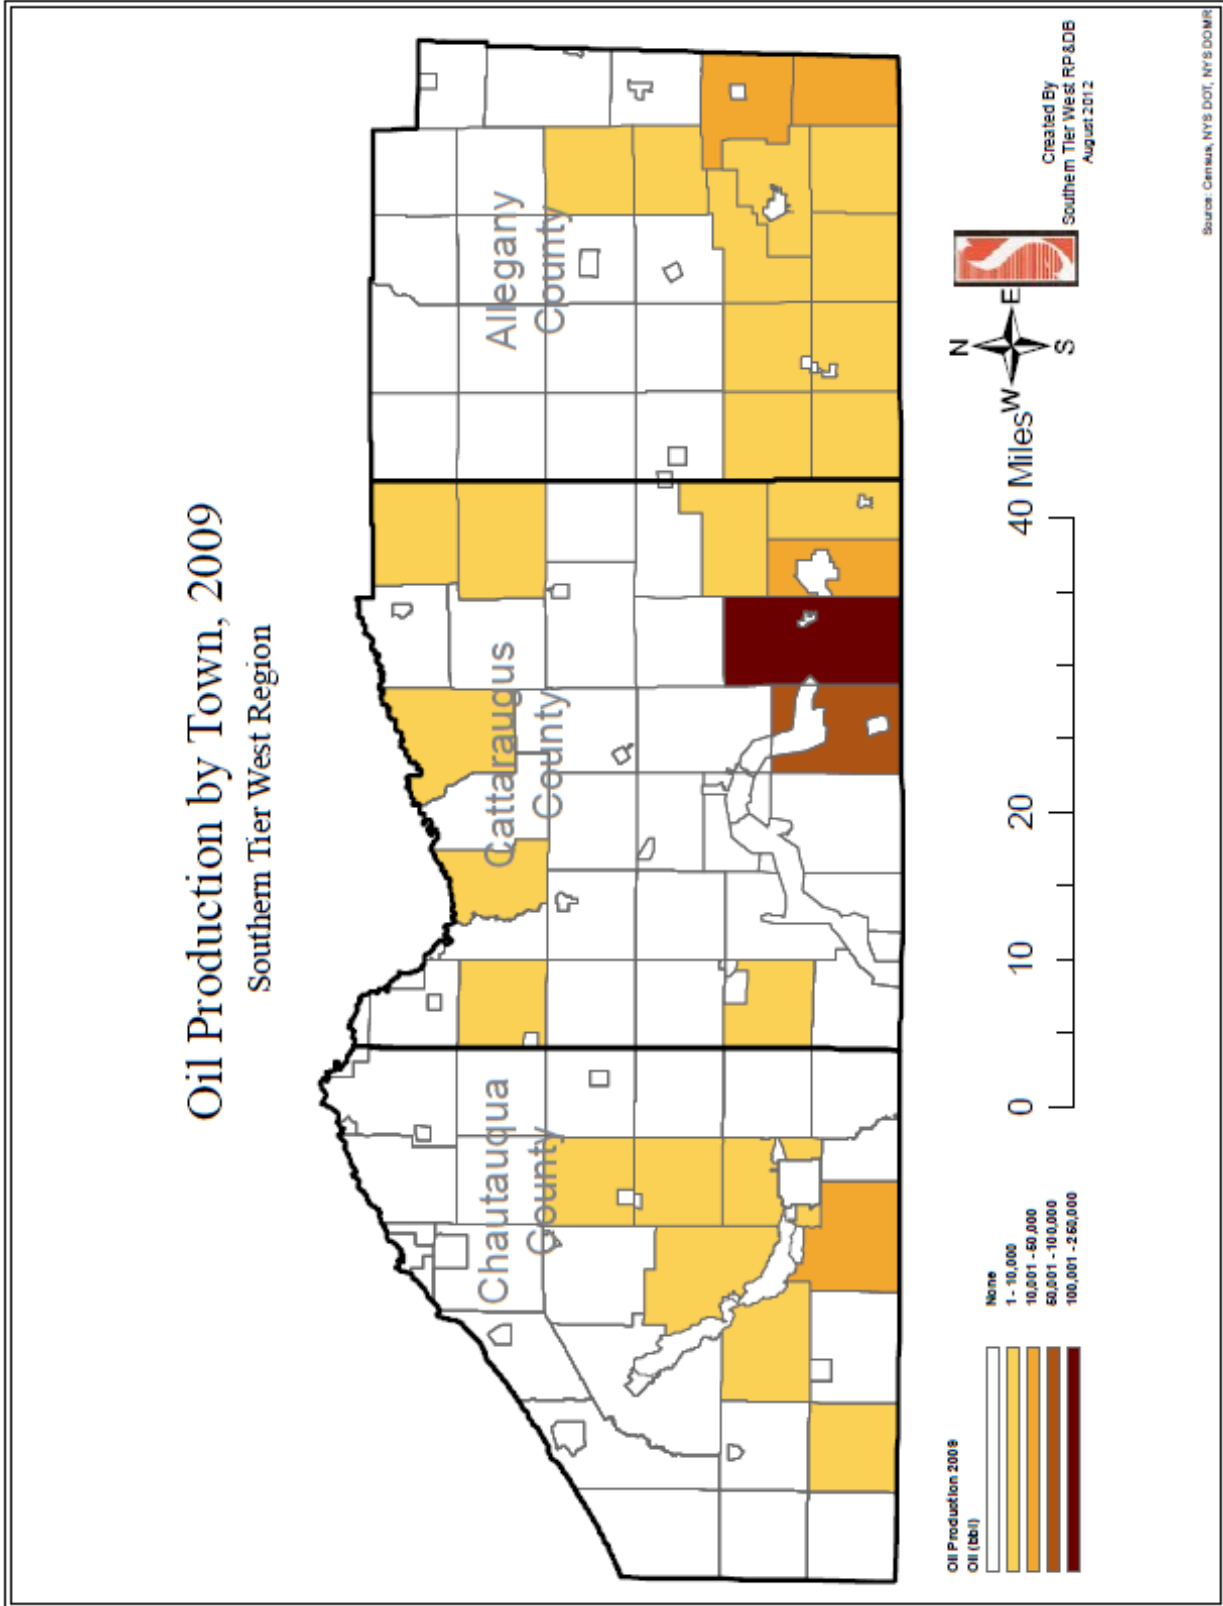 Oil Production by Town, 2009
Southern Tier West Region
Chautauqua
County
Cattaraugus
County
Allegany
County
Oil Production 2009
Oil (bbl)
None
1 - 10,000
10,001 - 50,000
50,001 - 100,000
100,001 - 250,000
0 10 20 40 Miles
N
W E
S
Created By
Southern Tier West RP&DB
August 2012
Source: Census, NYS DOT, NYSDOMR